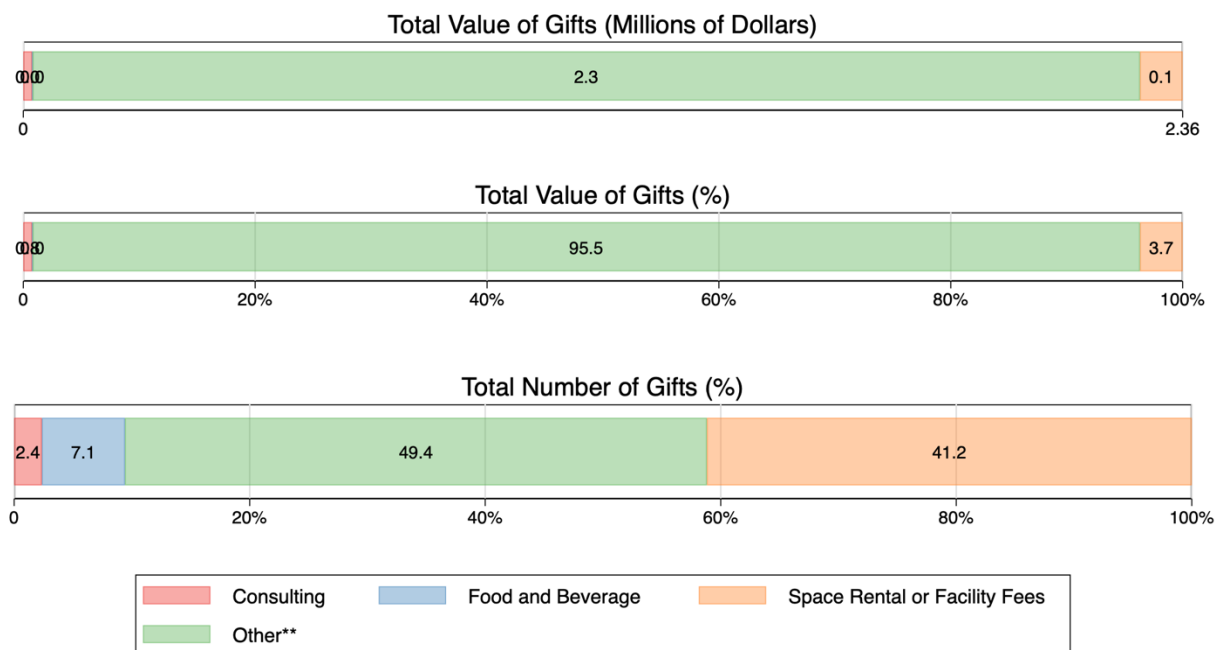 Total Value of Gifts (Millions of Dollars)
2.3 0.1
0 2.36
Total Value of Gifts (%)
95.5 3.7
0 20% 40% 60% 80% 100%
Total Number of Gifts (%)
2.4 7.1 49.4 41.2
0 20% 40% 60% 80% 100%
Consulting Food and Beverage Space Rental or Facility Fees
Other**